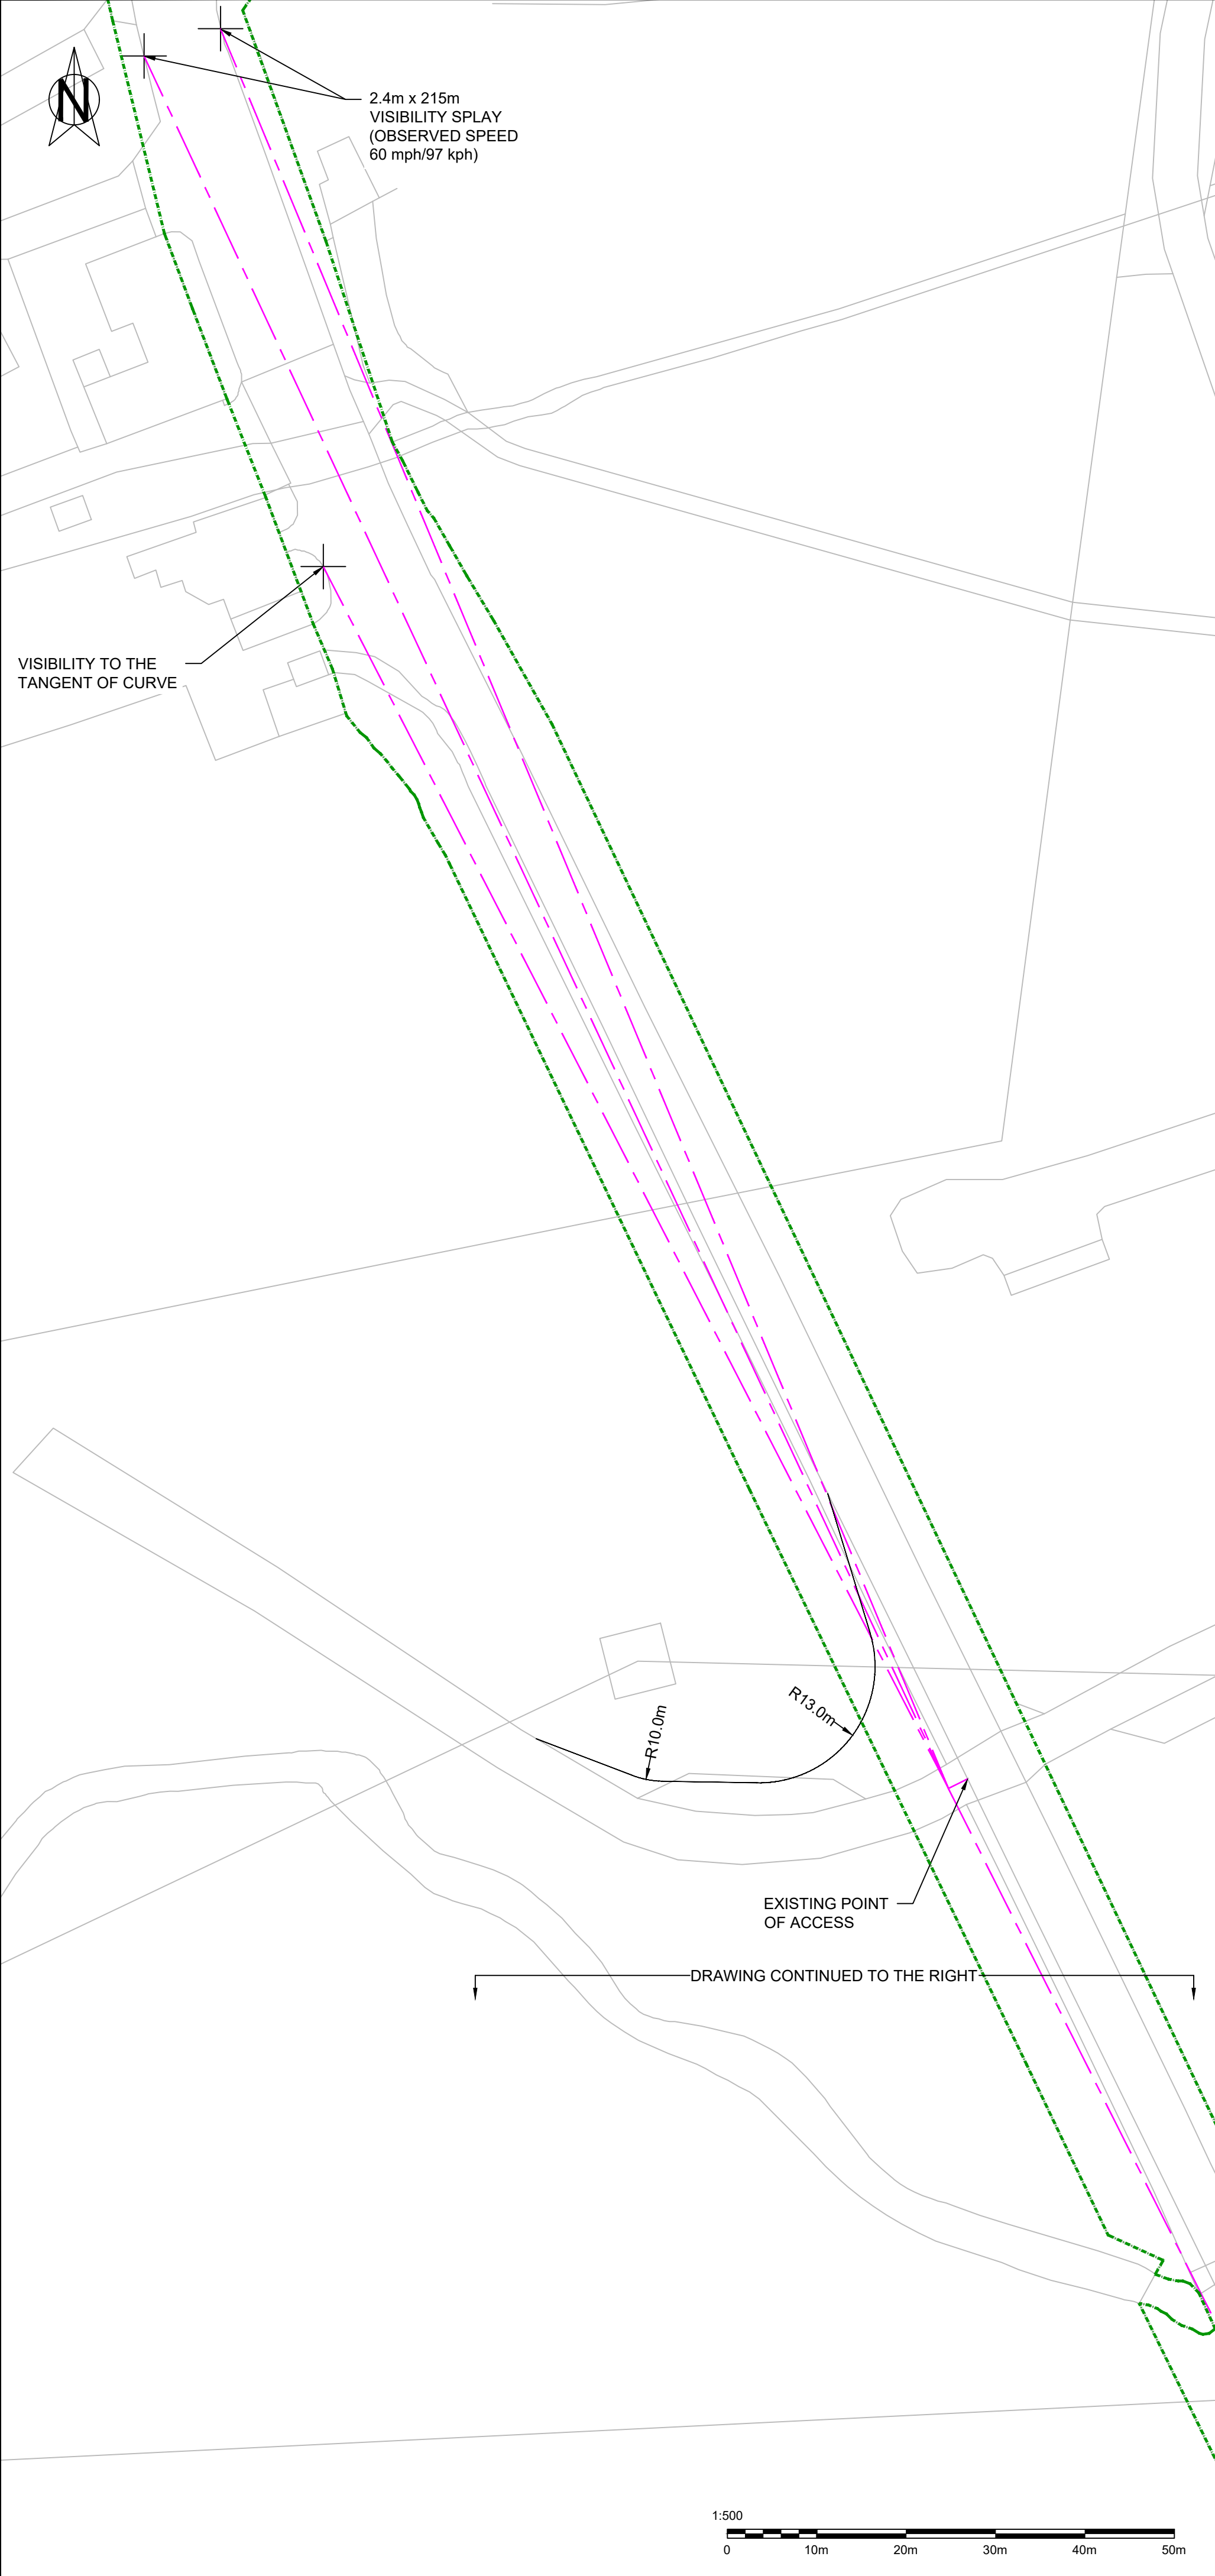 N
2.4m x 215m
VISIBILITY SPLAY
(OBSERVED SPEED
60 mph/97 kph)
VISIBILITY TO THE
TANGENT OF CURVE
R13.0m
R10.0m
EXISTING POINT
OF ACCESS
DRAWING CONTINUED TO THE RIGHT
1:500
0 10m 20m 30m 40m 50m